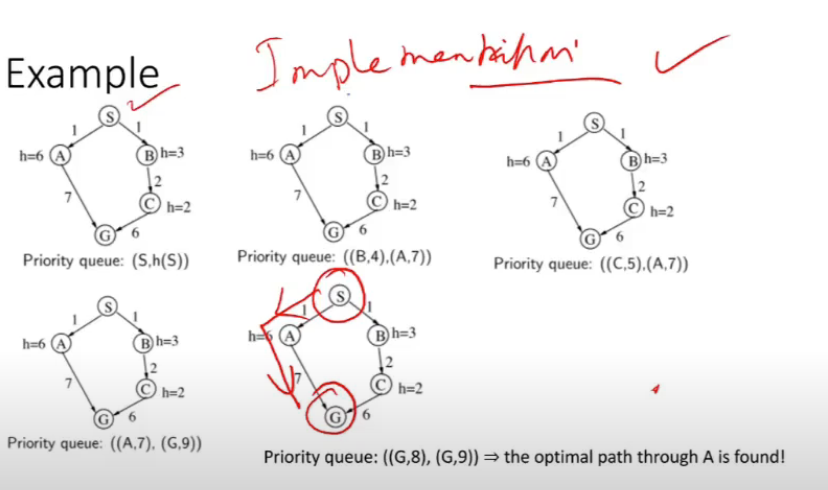 Example
Implementation
S
1
1
h=6
A
B
h=3
7
2
C
h=2
G
6
Priority queue: (S,h(S))
S
1
1
h=6
A
B
h=3
7
2
C
h=2
G
6
Priority queue: ((B,4),(A,7))
S
1
1
h=6
A
B
h=3
7
2
C
h=2
G
6
Priority queue: ((C,5),(A,7))
S
1
1
h=6
A
B
h=3
7
2
C
h=2
G
6
Priority queue: ((A,7), (G,9))
S
1
1
h=6
A
B
h=3
7
2
C
h=2
G
6
Priority queue: ((G,8), (G,9)) ⇒ the optimal path through A is found!